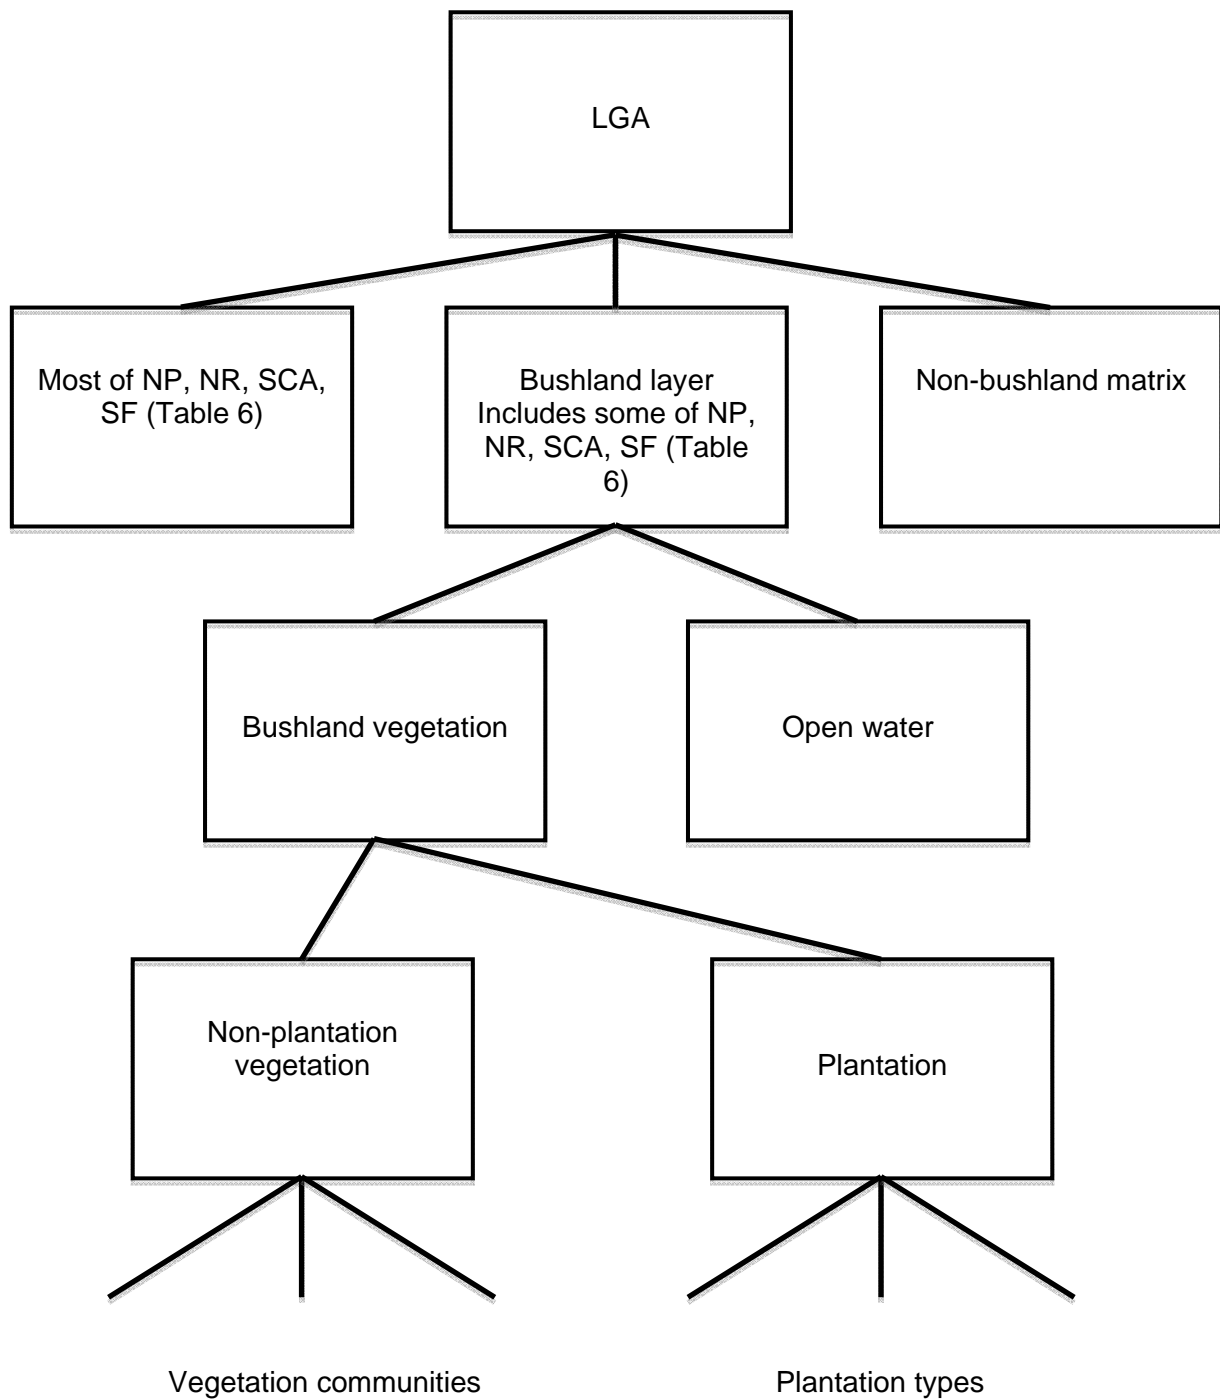 LGA
Most of NP, NR, SCA,
SF (Table 6)
Bushland layer
Includes some of NP,
NR, SCA, SF (Table
6)
Non-bushland matrix
Bushland vegetation
Open water
Non-plantation
vegetation
Plantation
Vegetation communities
Plantation types